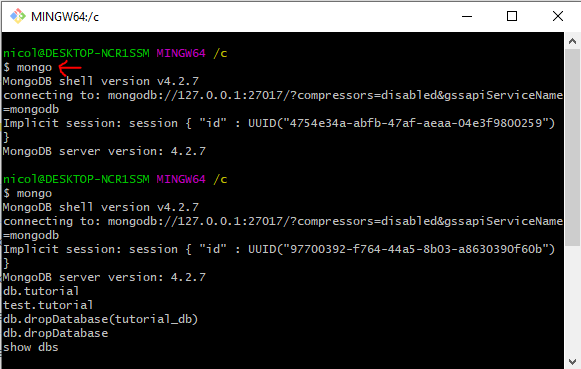 MINGW64:/c
nicol@DESKTOP-NCR1SSM MINGW64 /c
$ mongo
MongoDB shell version v4.2.7
connecting to: mongodb://127.0.0.1:27017/?compressors=disabled&gssapiServiceName
=mongodb
Implicit session: session { "id" : UUID("4754e34a-abfb-47af-aeaa-04e3f9800259")
}
MongoDB server version: 4.2.7
nicol@DESKTOP-NCR1SSM MINGW64 /c
$ mongo
MongoDB shell version v4.2.7
connecting to: mongodb://127.0.0.1:27017/?compressors=disabled&gssapiServiceName
=mongodb
Implicit session: session { "id" : UUID("97700392-f764-44a5-8b03-a8630390f60b")
}
MongoDB server version: 4.2.7
db.tutorial
test.tutorial
db.dropDatabase(tutorial_db)
db.dropDatabase
show dbs